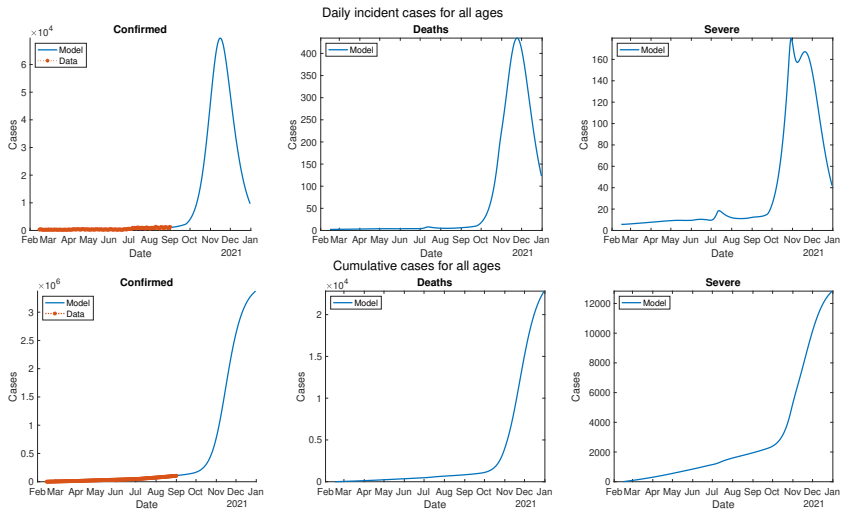 Daily incident cases for all ages
Confirmed
×10⁴
Model
Data
6
5
4
3
2
1
0
Cases
Feb Mar Apr May Jun Jul Aug Sep Oct Nov Dec Jan
Date
2021
Deaths
Model
400
350
300
250
200
150
100
50
0
Cases
Feb Mar Apr May Jun Jul Aug Sep Oct Nov Dec Jan
Date
2021
Severe
Model
180
160
140
120
100
80
60
40
20
0
Cases
Feb Mar Apr May Jun Jul Aug Sep Oct Nov Dec Jan
Date
2021
Cumulative cases for all ages
Confirmed
×10⁶
Model
Data
3
2.5
2
1.5
1
0.5
0
Cases
Feb Mar Apr May Jun Jul Aug Sep Oct Nov Dec Jan
Date
2021
Deaths
×10⁴
Model
2
1.5
1
0.5
0
Cases
Feb Mar Apr May Jun Jul Aug Sep Oct Nov Dec Jan
Date
2021
Severe
Model
12000
10000
8000
6000
4000
2000
0
Cases
Feb Mar Apr May Jun Jul Aug Sep Oct Nov Dec Jan
Date
2021